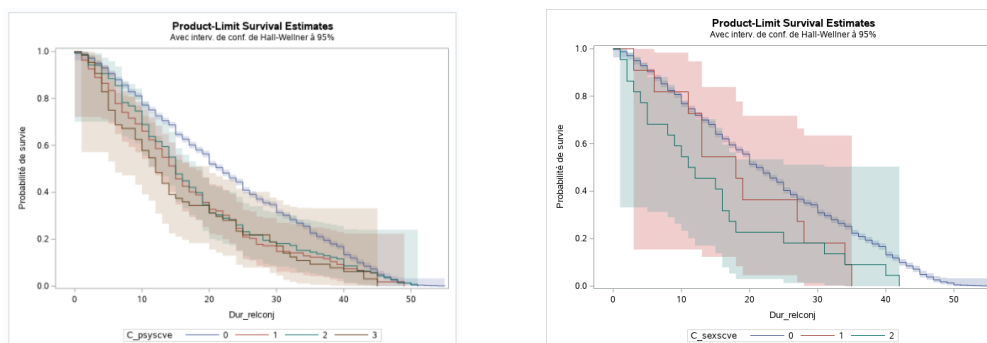 Product-Limit Survival Estimates
Avec interv. de conf. de Hall-Wellner à 95%
Probabilité de survie
1.0
0.8
0.6
0.4
0.2
0.0
0 10 20 30 40 50
Dur_relconj
C_psyscve 0 1 2 3
Product-Limit Survival Estimates
Avec interv. de conf. de Hall-Wellner à 95%
Probabilité de survie
1.0
0.8
0.6
0.4
0.2
0.0
0 10 20 30 40 50
Dur_relconj
C_sexscve 0 1 2